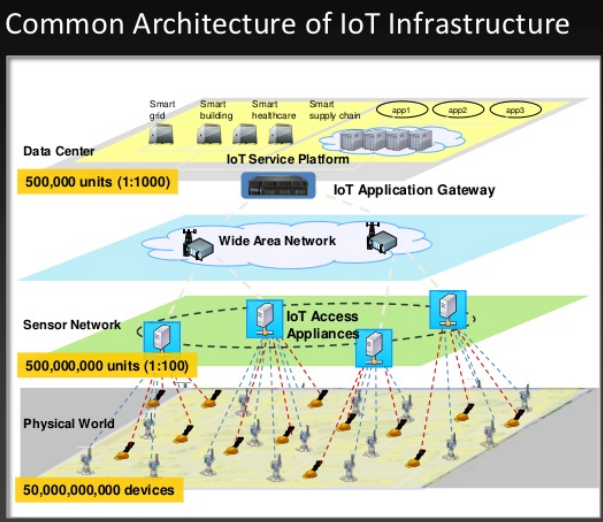 Common Architecture of IoT Infrastructure
Smart grid
Smart building
Smart healthcare
Smart supply chain
app1
app2
app3
Data Center
IoT Service Platform
500,000 units (1:1000)
IoT Application Gateway
Wide Area Network
Sensor Network
IoT Access
Appliances
500,000,000 units (1:100)
Physical World
50,000,000,000 devices